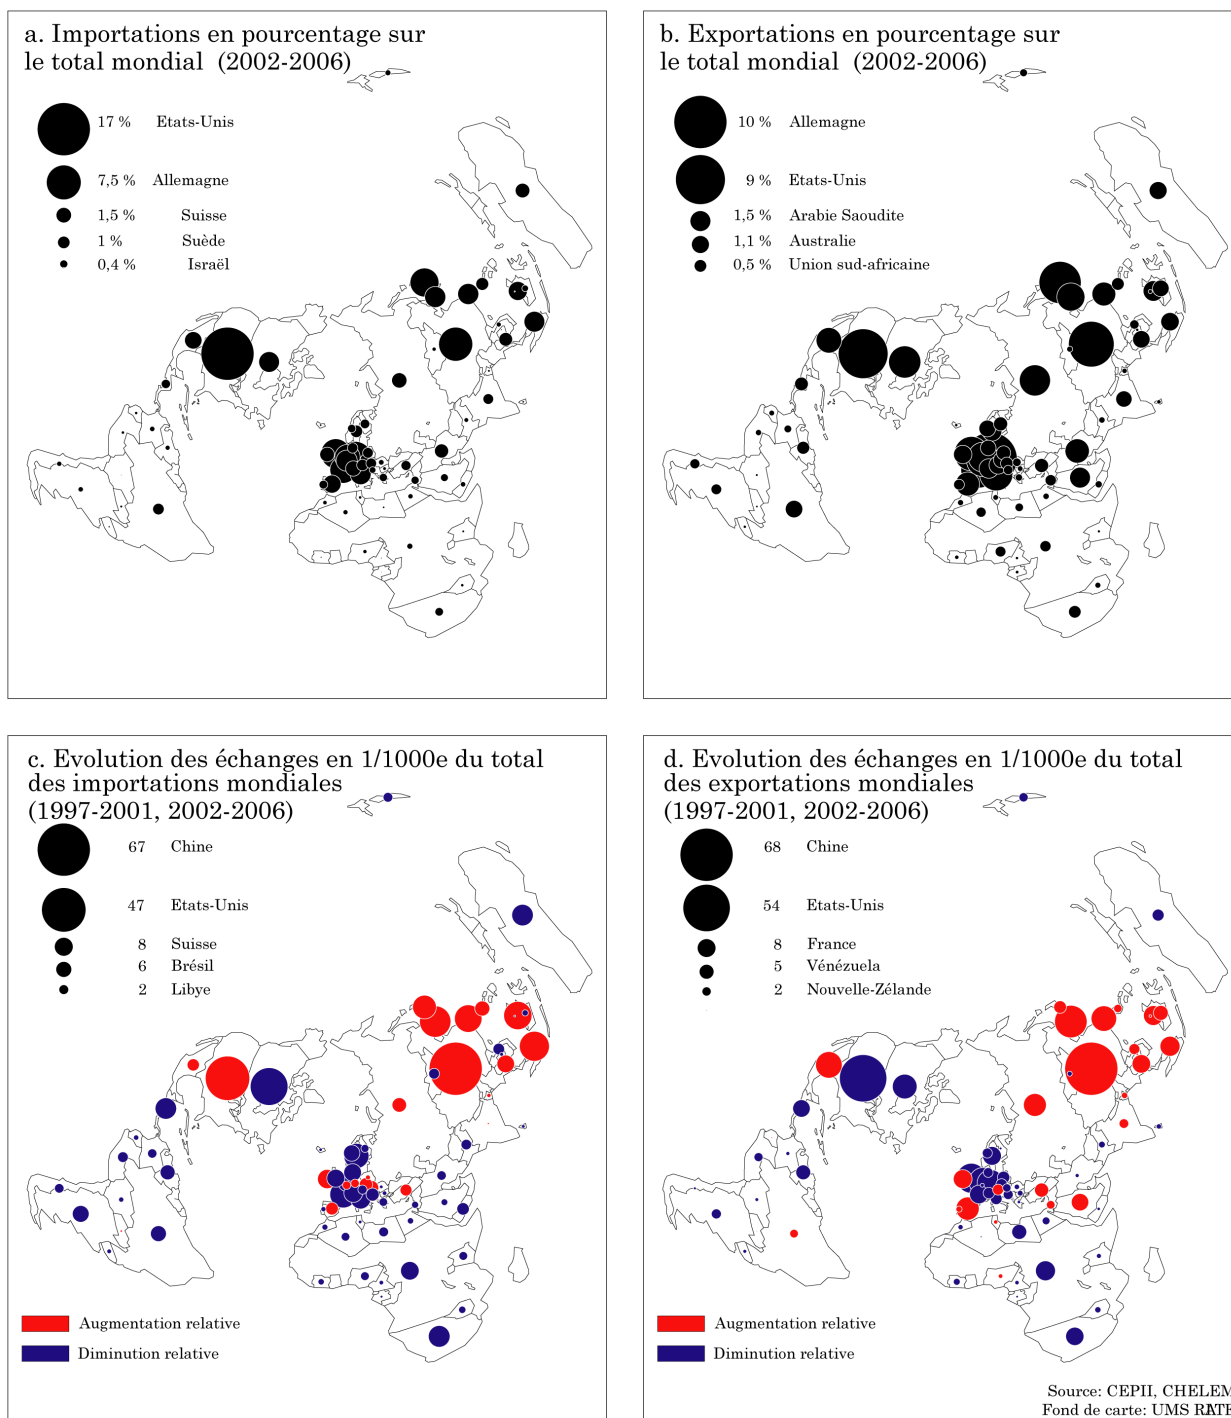 a. Importations en pourcentage sur
le total mondial (2002-2006)
17 % Etats-Unis
7,5 % Allemagne
1,5 % Suisse
1 % Suède
0,4 % Israël
b. Exportations en pourcentage sur
le total mondial (2002-2006)
10 % Allemagne
9 % Etats-Unis
1,5 % Arabie Saoudite
1,1 % Australie
0,5 % Union sud-africaine
c. Evolution des échanges en 1/1000e du total
des importations mondiales
(1997-2001, 2002-2006)
67 Chine
47 Etats-Unis
8 Suisse
6 Brésil
2 Libye
Augmentation relative
Diminution relative
d. Evolution des échanges en 1/1000e du total
des exportations mondiales
(1997-2001, 2002-2006)
68 Chine
54 Etats-Unis
8 France
5 Vénézuela
2 Nouvelle-Zélande
Augmentation relative
Diminution relative
Source: CEPII, CHELEM
Fond de carte: UMS